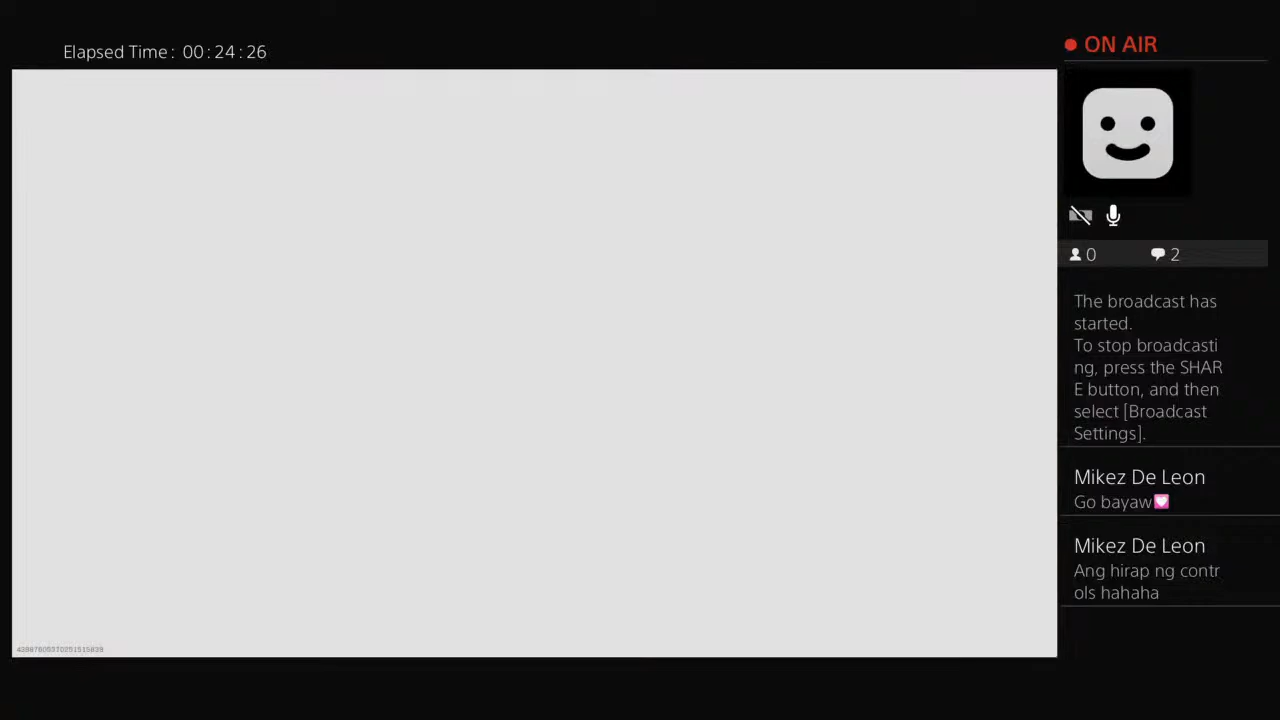 Elapsed Time: 00:24:26
ON AIR
0 2
The broadcast has
started.
To stop broadcasti
ng, press the SHAR
E button, and then
select [Broadcast
Settings].
Mikez De Leon
Go bayaw
Mikez De Leon
Ang hirap ng contr
ols hahaha